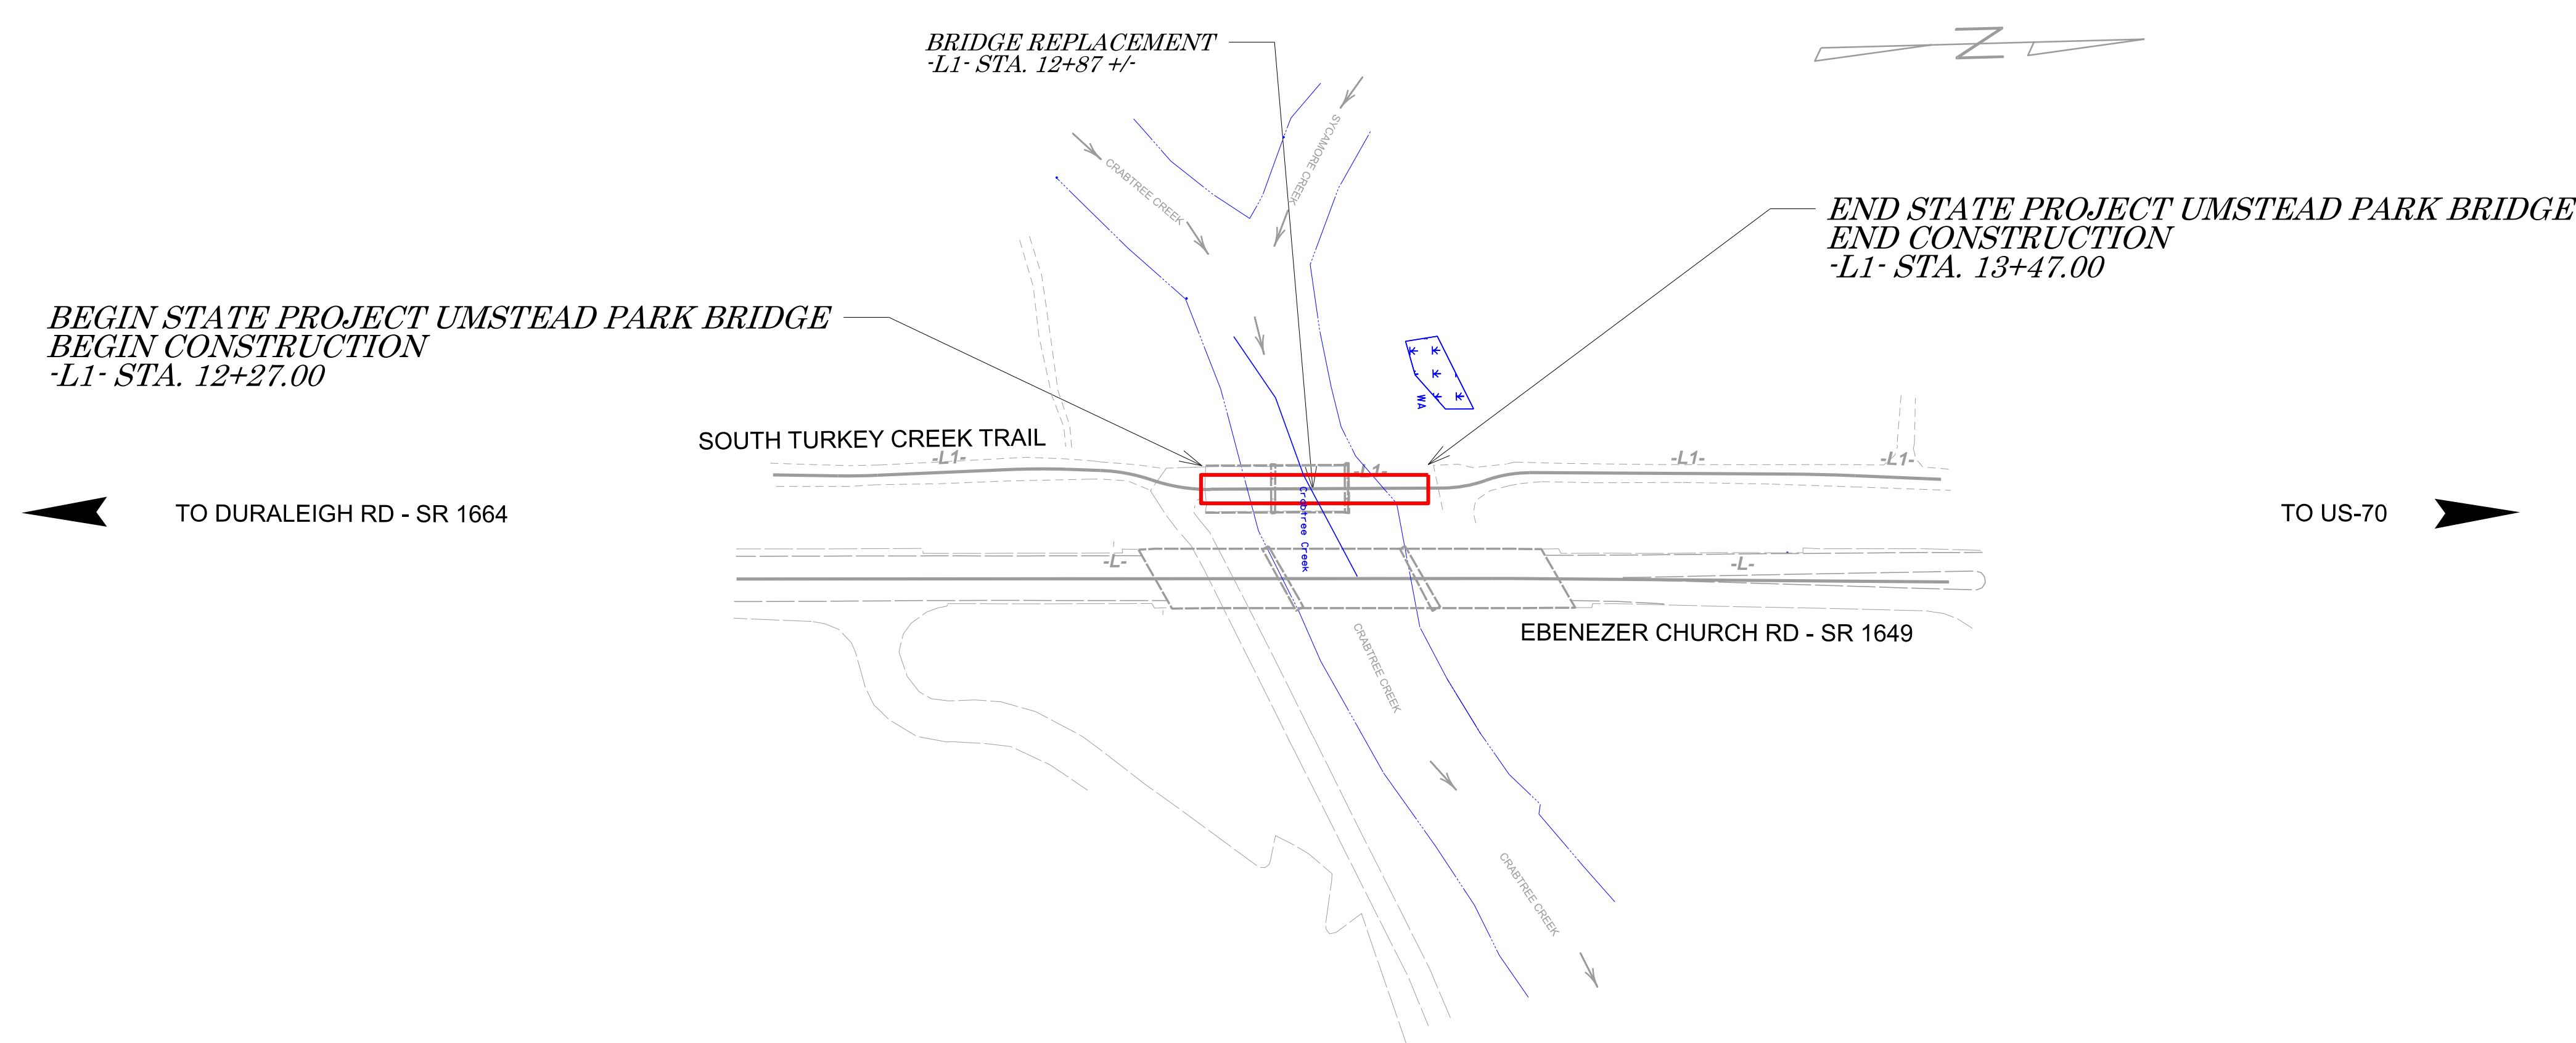 BRIDGE REPLACEMENT
-L1- STA. 12+87 +/-
Z
SYCAMORE CREEK
CRABTREE CREEK
END STATE PROJECT UMSTEAD PARK BRIDGE
END CONSTRUCTION
-L1- STA. 13+47.00
BEGIN STATE PROJECT UMSTEAD PARK BRIDGE
BEGIN CONSTRUCTION
-L1- STA. 12+27.00
WA
SOUTH TURKEY CREEK TRAIL
-L1-
-L1-
-L1-
-L1-
TO DURALEIGH RD - SR 1664
Crabtree Creek
TO US-70
-L-
-L-
EBENEZER CHURCH RD - SR 1649
CRABTREE CREEK
CRABTREE CREEK